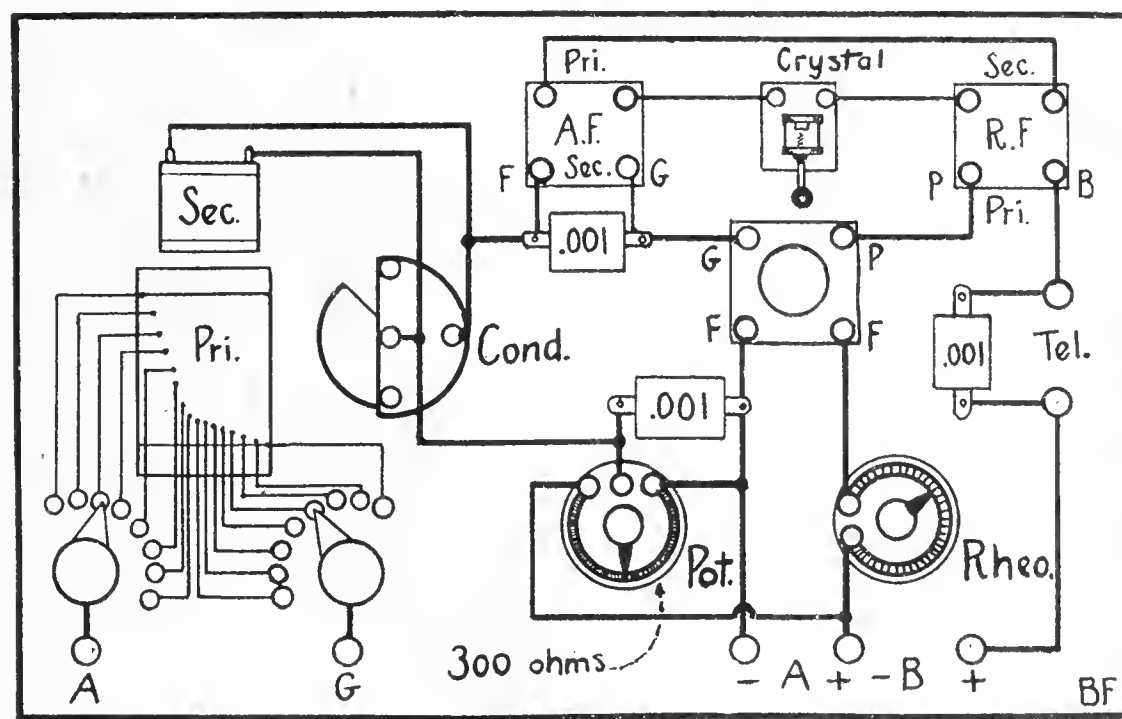 Pri.
Crystal
Sec.
A.F.
R.F
F
Sec.
G
P
B
Sec.
Pri.
.001
G
P
Pri.
Cond.
F
F
.001
Tel.
.001
Pot.
Rheo.
300 ohms
A
G
- A + - B +
BF